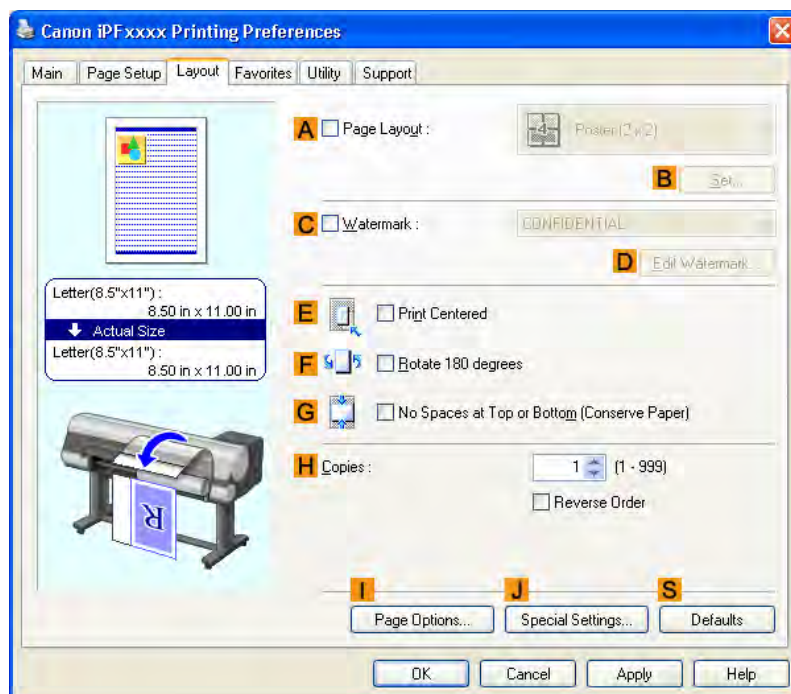 Canon iPFxxxx Printing Preferences
Main Page Setup Layout Favorites Utility Support
A Page Layout : 4 Poster (2 x 2)
B Set...
C Watermark : CONFIDENTIAL
D Edit Watermark...
Letter(8.5"x11") :
8.50 in x 11.00 in
Actual Size
Letter(8.5"x11") :
8.50 in x 11.00 in
E Print Centered
F Rotate 180 degrees
G No Spaces at Top or Bottom (Conserve Paper)
H Copies : 1 (1 - 999)
Reverse Order
R
I J S
Page Options... Special Settings... Defaults
OK Cancel Apply Help